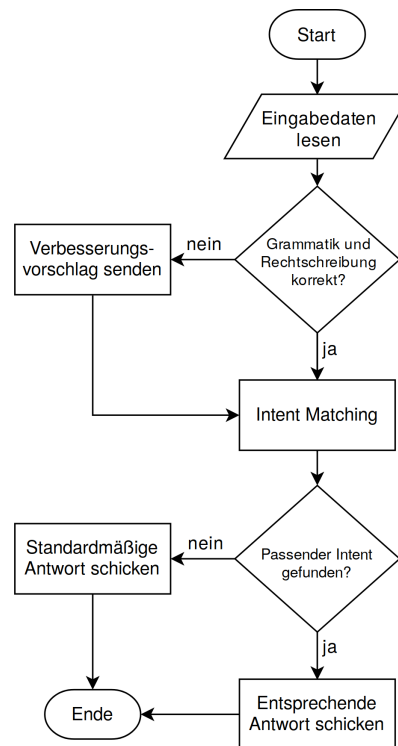 Start
Eingabedaten
lesen
Grammatik und
Rechtschreibung
korrekt?
nein
Verbesserungs-
vorschlag senden
ja
Intent Matching
Passender Intent
gefunden?
nein
Standardmäßige
Antwort schicken
ja
Entsprechende
Antwort schicken
Ende